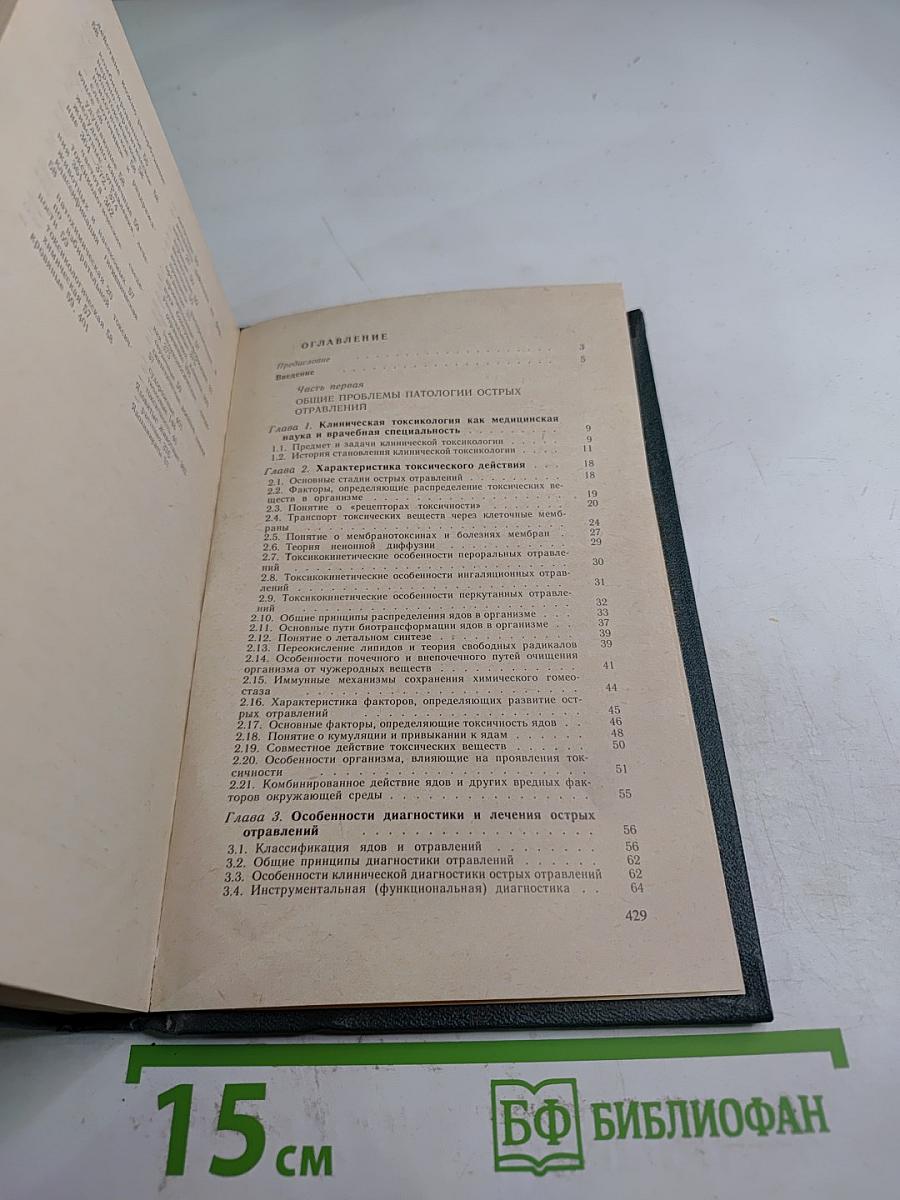 ОГЛАВЛЕНИЕ
Предисловие . . . . . . . . . . . . . . . . 3
Введение . . . . . . . . . . . . . . . . 5
Часть первая
ОБЩИЕ ПРОБЛЕМЫ ПАТОЛОГИИ ОСТРЫХ
ОТРАВЛЕНИЙ
Глава 1. Клиническая токсикология как медицинская
наука и врачебная специальность . . . . . . . 9
1.1. Предмет и задачи клинической токсикологии . . . . . 9
1.2. История становления клинической токсикологии . . . . 11
Глава 2. Характеристика токсического действия . . . 18
2.1. Основные стадии острых отравлений . . . . . . . 18
2.2. Факторы, определяющие распределение токсических ве-
ществ в организме . . . . . . . . . . . . . 19
2.3. Понятие о «рецепторах токсичности» . . . . . . 20
2.4. Транспорт токсических веществ через клеточные мемб-
раны . . . . . . . . . . . . . . . . 24
2.5. Понятие о мембранотоксинах и болезнях мембран . 27
2.6. Теория неионной диффузии . . . . . . . . . 29
2.7. Токсикокинетические особенности пероральных отравле-
ний . . . . . . . . . . . . . . . . 30
2.8. Токсикокинетические особенности ингаляционных отрав-
лений . . . . . . . . . . . . . . . . 31
2.9. Токсикокинетические особенности перкутанных отравле-
ний . . . . . . . . . . . . . . . . 32
2.10. Общие принципы распределения ядов в организме . . . 33
2.11. Основные пути биотрансформации ядов в организме . . 37
2.12. Понятие о летальном синтезе . . . . . . . . . 39
2.13. Переокисление липидов и теория свободных радикалов 39
2.14. Особенности почечного и внепочечного путей очищения
организма от чужеродных веществ . . . . . . . . . 41
2.15. Иммунные механизмы сохранения химического гомео-
стаза . . . . . . . . . . . . . . . . 44
2.16. Характеристика факторов, определяющих развитие ост-
рых отравлений . . . . . . . . . . . . . . 45
2.17. Основные факторы, определяющие токсичность ядов . . 46
2.18. Понятие о кумуляции и привыкании к ядам . . . . . . 48
2.19. Совместное действие токсических веществ . . . . . . 50
2.20. Особенности организма, влияющие на проявления ток-
сичности . . . . . . . . . . . . . . . . 51
2.21. Комбинированное действие ядов и других вредных фак-
торов окружающей среды . . . . . . . . . . . . 55
Глава 3. Особенности диагностики и лечения острых
отравлений . . . . . . . . . . . . . . 56
3.1. Классификация ядов и отравлений . . . . . . . . 56
3.2. Общие принципы диагностики отравлений . . . . . . 62
3.3. Особенности клинической диагностики острых отравлений 62
3.4. Инструментальная (функциональная) диагностика . . 64
429
15 см
БФ БИБЛИОФАН